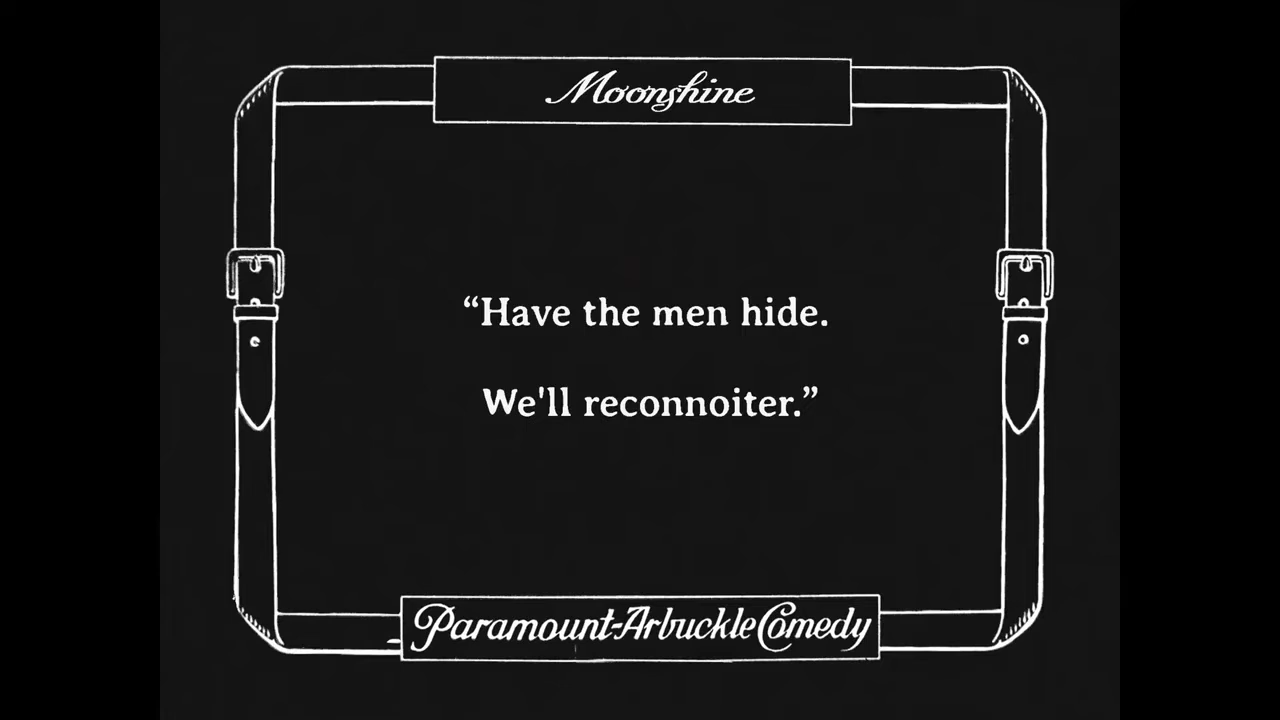 Moonshine
“Have the men hide.
We'll reconnoiter.”
Paramount-Arbuckle Comedy